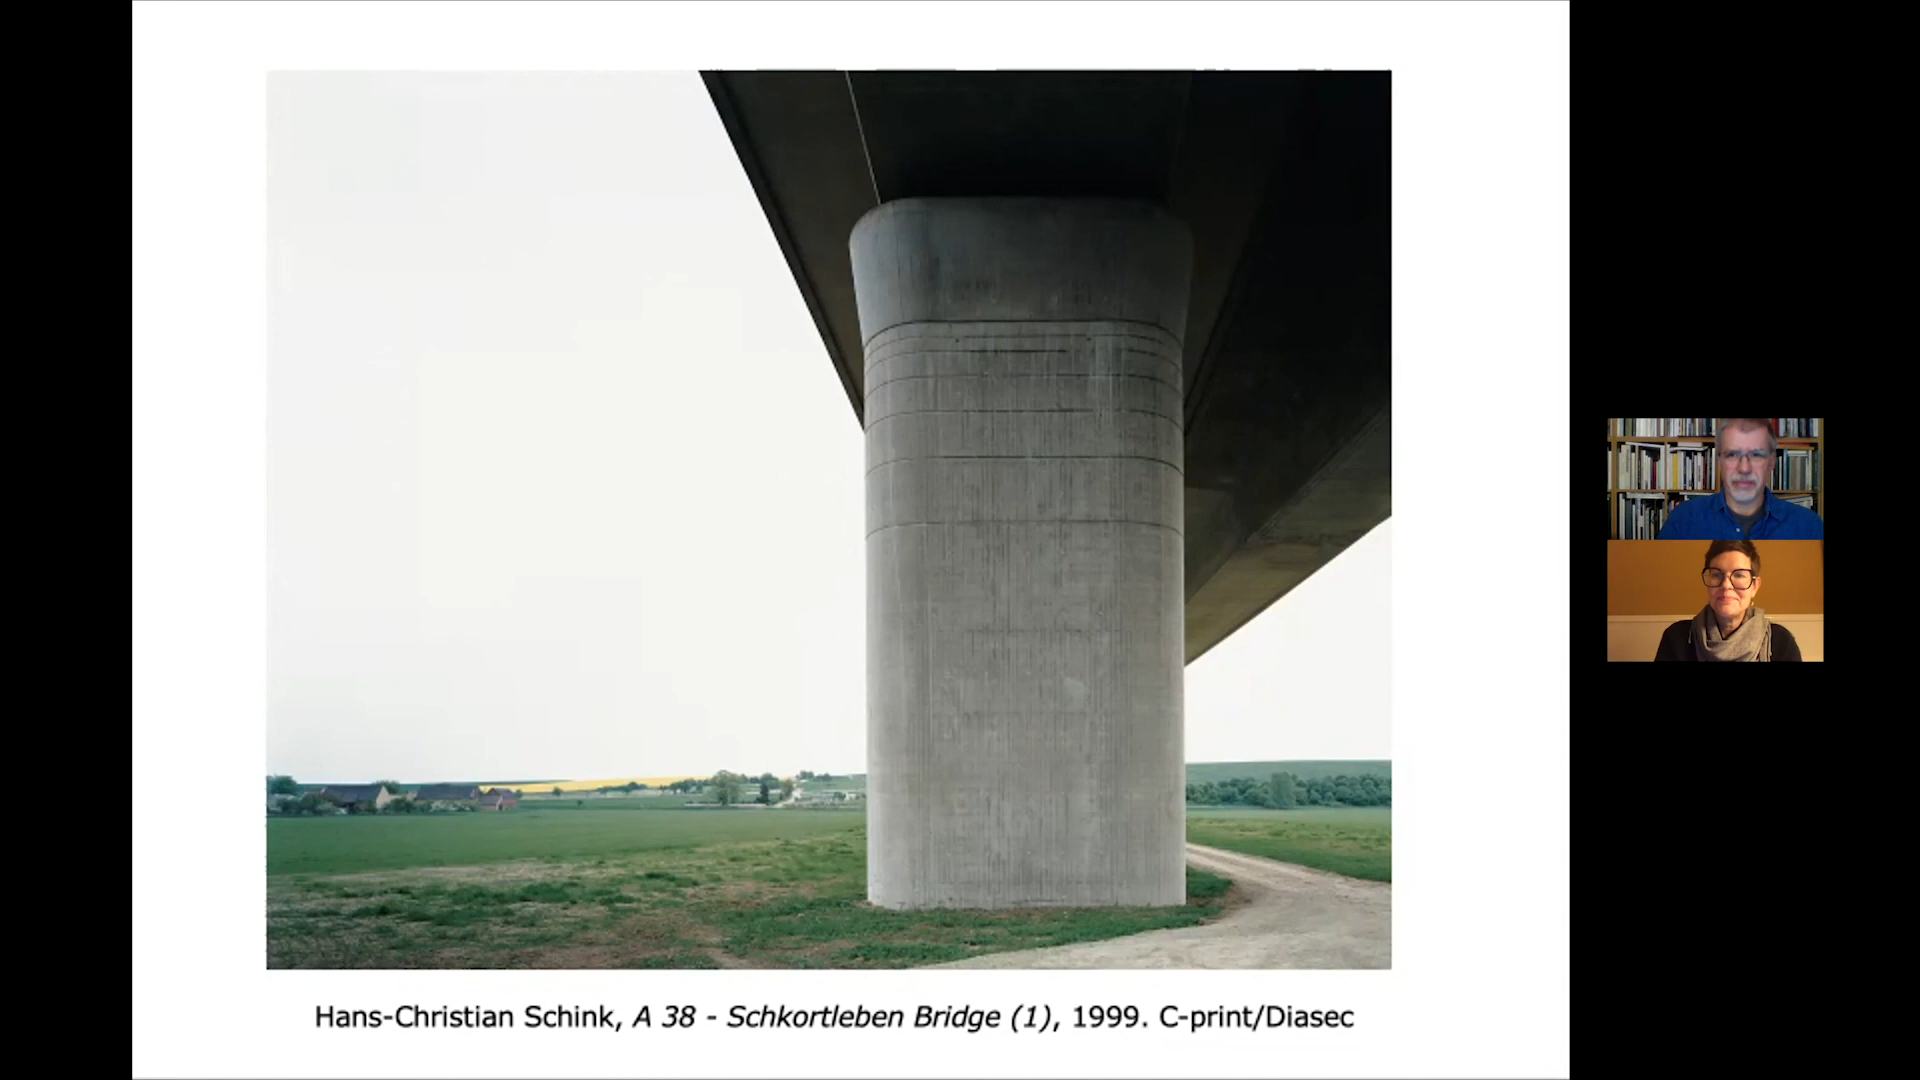 Hans-Christian Schink, A 38 - Schkortleben Bridge (1), 1999. C-print/Diasec